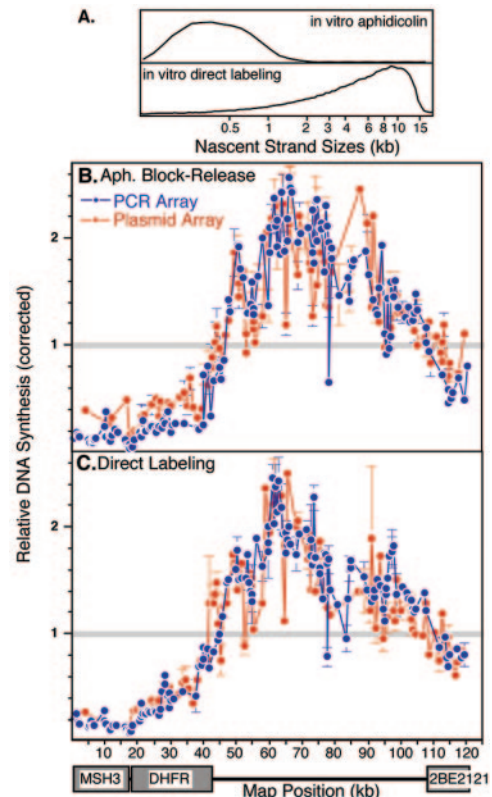 A.
in vitro aphidicolin
in vitro direct labeling
0.5 1 2 3 4 6 8 10 15
Nascent Strand Sizes (kb)
B. Aph. Block-Release
PCR Array
Plasmid Array
2
1
Relative DNA Synthesis (corrected)
C. Direct Labeling
2
1
10 20 30 40 50 60 70 80 90 100 110 120
MSH3 DHFR 2BE2121
Map Position (kb)